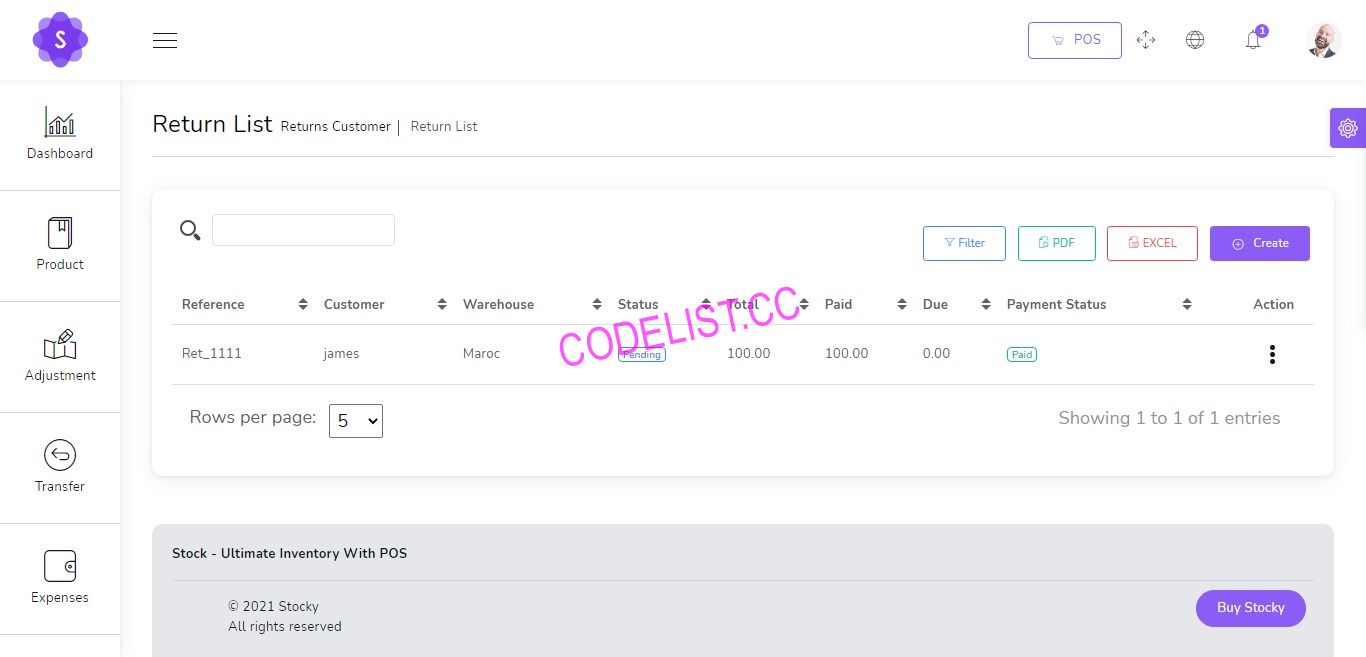 S
POS
1
Dashboard
Product
Adjustment
Transfer
Expenses
Return List Returns Customer | Return List
Filter PDF EXCEL Create
Reference Customer Warehouse Status Total Paid Due Payment Status Action
Ret_1111 james Maroc Pending 100.00 100.00 0.00 Paid
CODELIST.CC
Rows per page: 5
Showing 1 to 1 of 1 entries
Stock - Ultimate Inventory With POS
© 2021 Stocky
All rights reserved
Buy Stocky